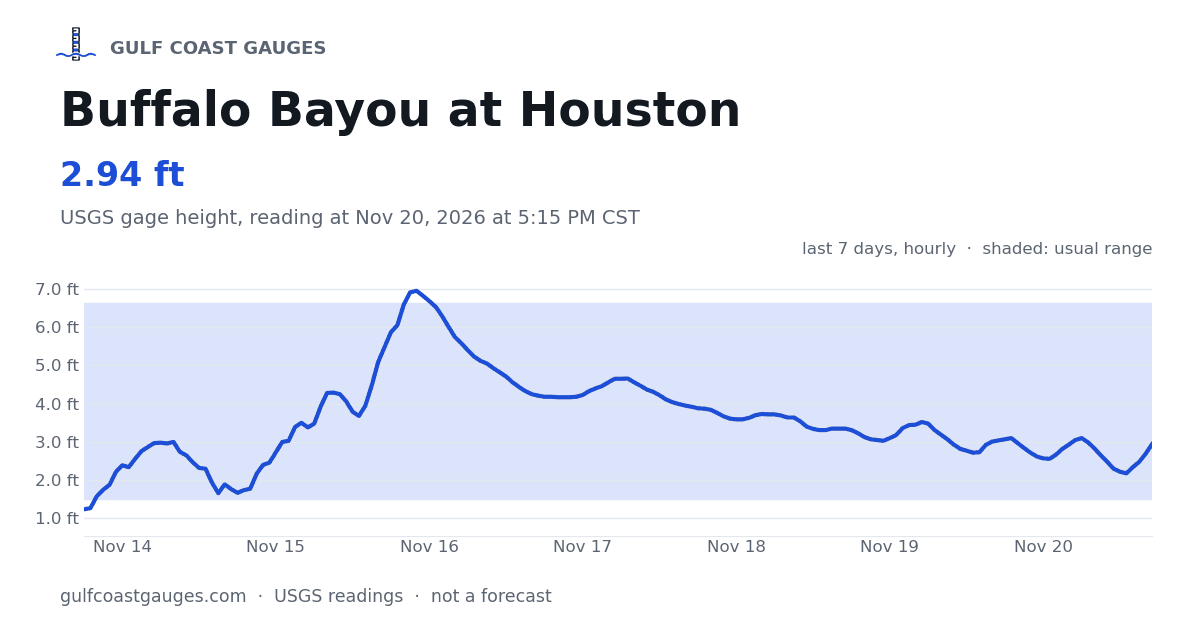 GULF COAST GAUGES
Buffalo Bayou at Houston
2.94 ft
USGS gage height, reading at Nov 20, 2026 at 5:15 PM CST
last 7 days, hourly · shaded: usual range
7.0 ft
6.0 ft
5.0 ft
4.0 ft
3.0 ft
2.0 ft
1.0 ft
Nov 14 Nov 15 Nov 16 Nov 17 Nov 18 Nov 19 Nov 20
gulfcoastgauges.com · USGS readings · not a forecast